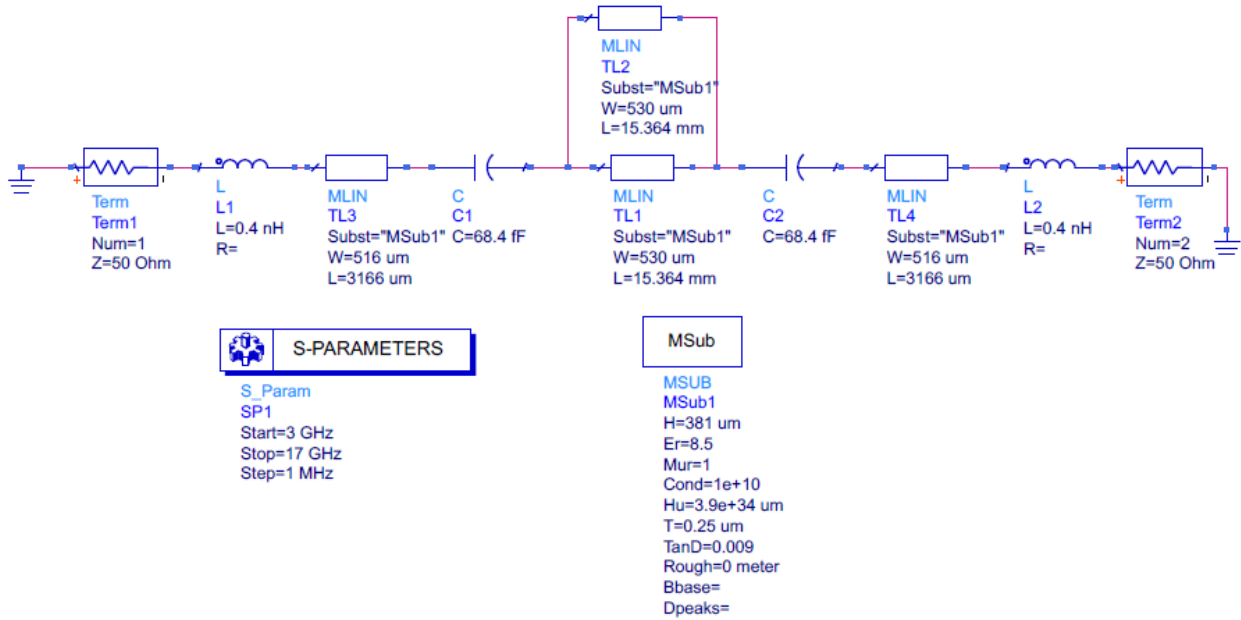 MLIN
TL2
Subst="MSub1"
W=530 um
L=15.364 mm
+
Term
Term1
Num=1
Z=50 Ohm
L
L1
L=0.4 nH
R=
MLIN
TL3
Subst="MSub1"
W=516 um
L=3166 um
C
C1
C=68.4 fF
MLIN
TL1
Subst="MSub1"
W=530 um
L=15.364 mm
C
C2
C=68.4 fF
MLIN
TL4
Subst="MSub1"
W=516 um
L=3166 um
L
L2
L=0.4 nH
R=
+
Term
Term2
Num=2
Z=50 Ohm
S-PARAMETERS
S_Param
SP1
Start=3 GHz
Stop=17 GHz
Step=1 MHz
MSub
MSUB
MSub1
H=381 um
Er=8.5
Mur=1
Cond=1e+10
Hu=3.9e+34 um
T=0.25 um
TanD=0.009
Rough=0 meter
Bbase=
Dpeaks=